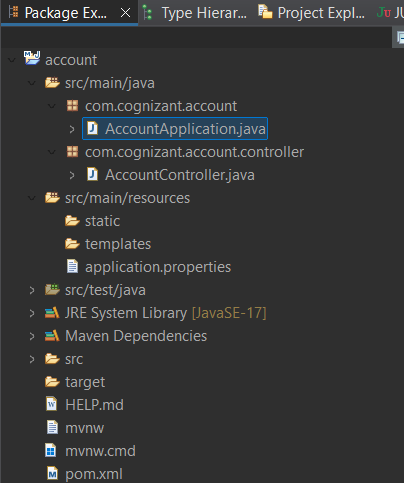 Package Ex... Type Hierar... Project Expl... JU
account
src/main/java
com.cognizant.account
AccountApplication.java
com.cognizant.account.controller
AccountController.java
src/main/resources
static
templates
application.properties
src/test/java
JRE System Library [JavaSE-17]
Maven Dependencies
src
target
HELP.md
mvnw
mvnw.cmd
pom.xml